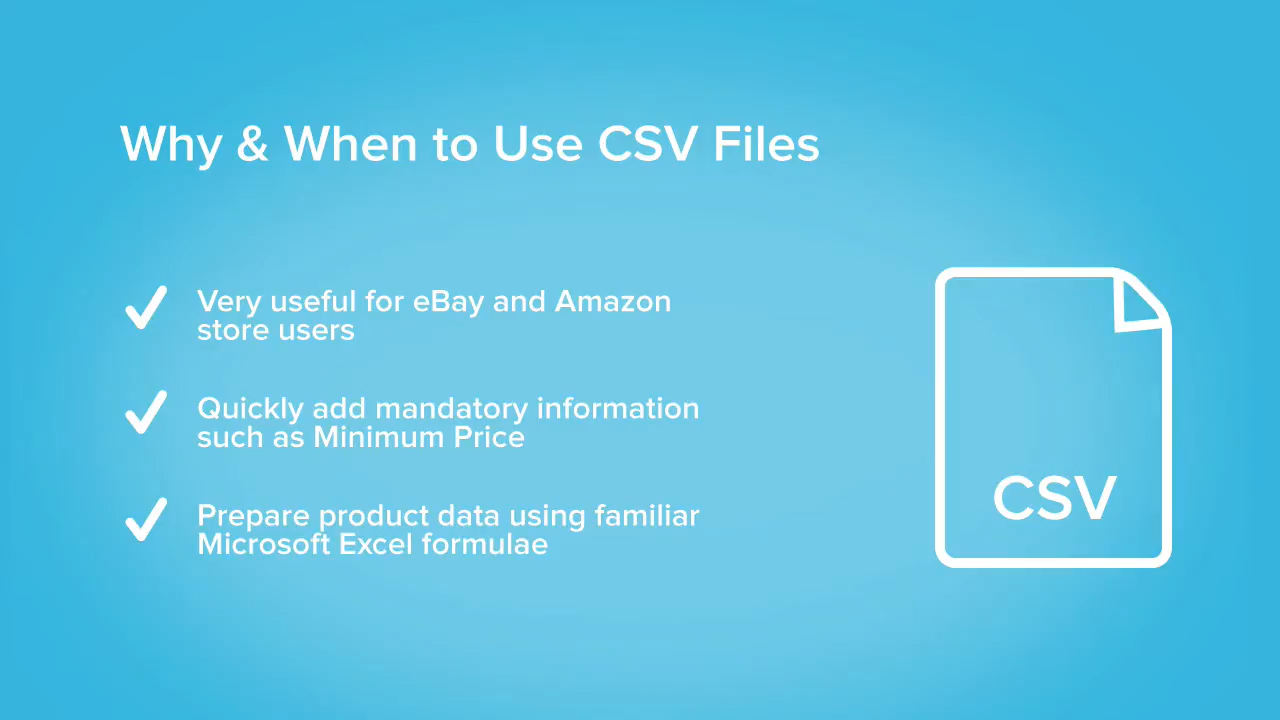 Why & When to Use CSV Files
Very useful for eBay and Amazon
store users
Quickly add mandatory information
such as Minimum Price
Prepare product data using familiar
Microsoft Excel formulae
CSV